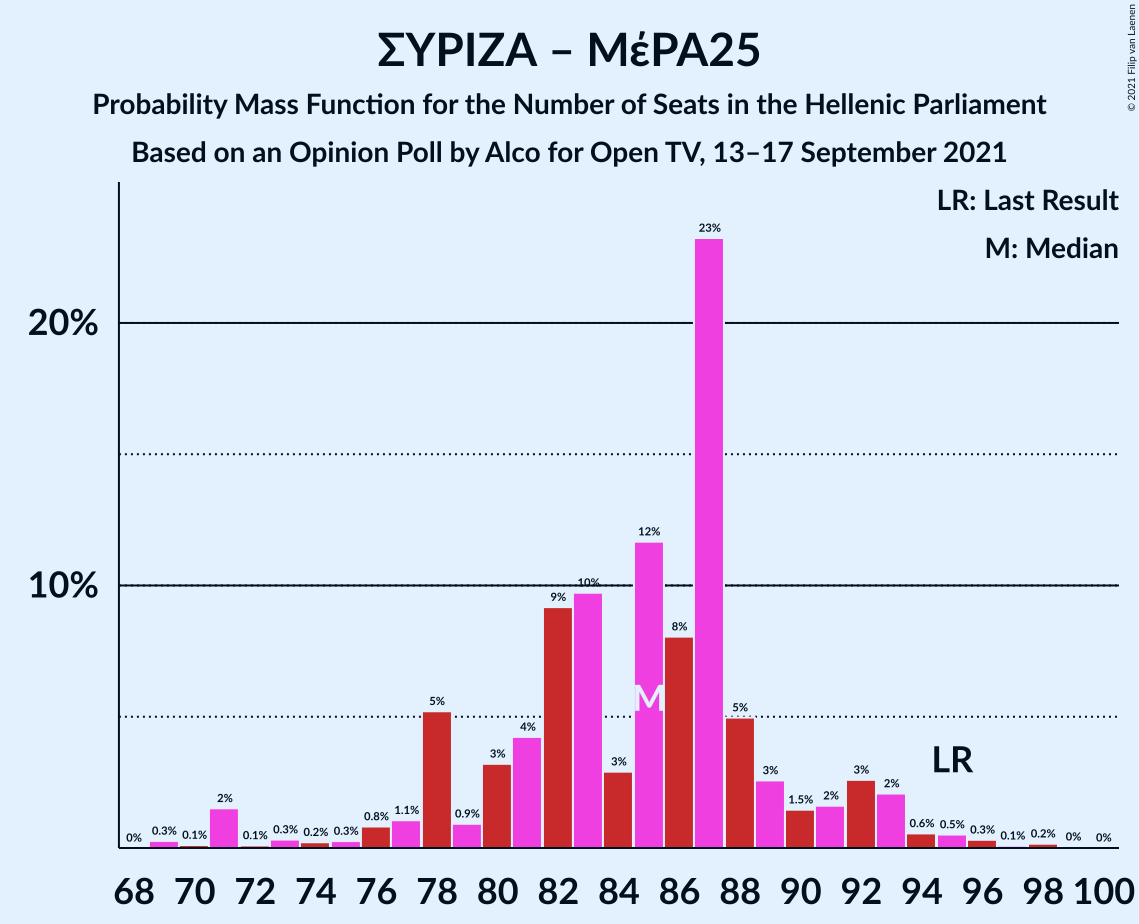 ΣΥΡΙΖΑ – ΜέΡΑ25
Probability Mass Function for the Number of Seats in the Hellenic Parliament
Based on an Opinion Poll by Alco for Open TV, 13–17 September 2021
© 2021 Filip van Laenen
LR: Last Result
M: Median
20%
10%
0% 0.3% 0.1% 2% 0.1% 0.3% 0.2% 0.3% 0.8% 1.1% 5% 0.9% 3% 4% 9% 10% 3% 12% 8% 23% 5% 3% 1.5% 2% 3% 2% 0.6% 0.5% 0.3% 0.1% 0.2% 0% 0%
M
LR
68 70 72 74 76 78 80 82 84 86 88 90 92 94 96 98 100